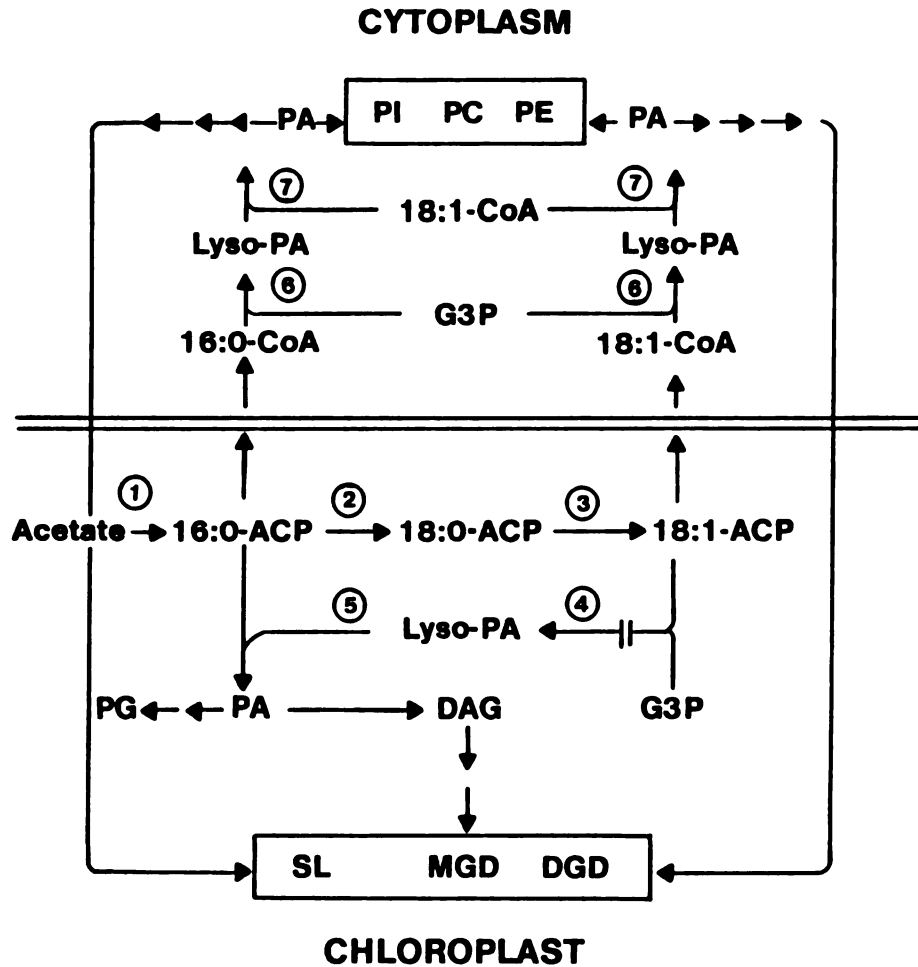 CYTOPLASM
PA PI PC PE PA
7 7
18:1-CoA
Lyso-PA Lyso-PA
6 6
G3P
16:0-CoA 18:1-CoA
1 2 3
Acetate 16:0-ACP 18:0-ACP 18:1-ACP
5 4
Lyso-PA
PG PA DAG G3P
SL MGD DGD
CHLOROPLAST